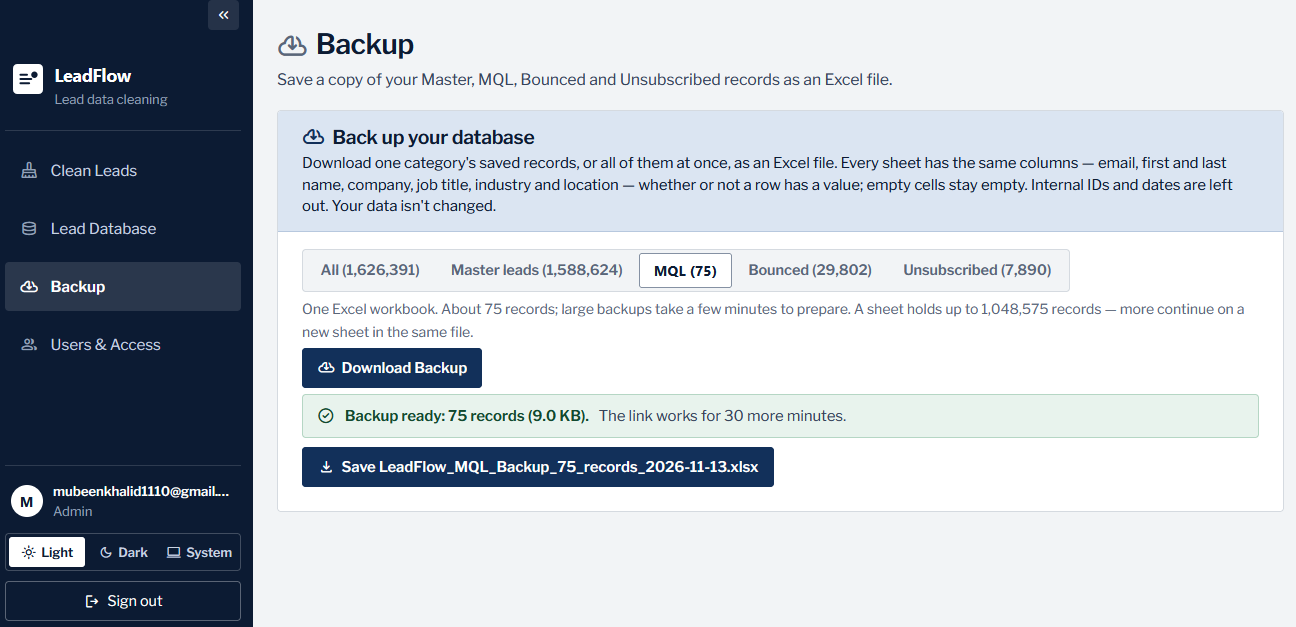 «
LeadFlow
Lead data cleaning
Clean Leads
Lead Database
Backup
Users & Access
mubeenkhalid1110@gmail....
Admin
M
Light Dark System
Sign out
Backup
Save a copy of your Master, MQL, Bounced and Unsubscribed records as an Excel file.
Back up your database
Download one category's saved records, or all of them at once, as an Excel file. Every sheet has the same columns — email, first and last
name, company, job title, industry and location — whether or not a row has a value; empty cells stay empty. Internal IDs and dates are left
out. Your data isn't changed.
All (1,626,391) Master leads (1,588,624) MQL (75) Bounced (29,802) Unsubscribed (7,890)
One Excel workbook. About 75 records; large backups take a few minutes to prepare. A sheet holds up to 1,048,575 records — more continue on a
new sheet in the same file.
Download Backup
Backup ready: 75 records (9.0 KB). The link works for 30 more minutes.
Save LeadFlow_MQL_Backup_75_records_2026-11-13.xlsx